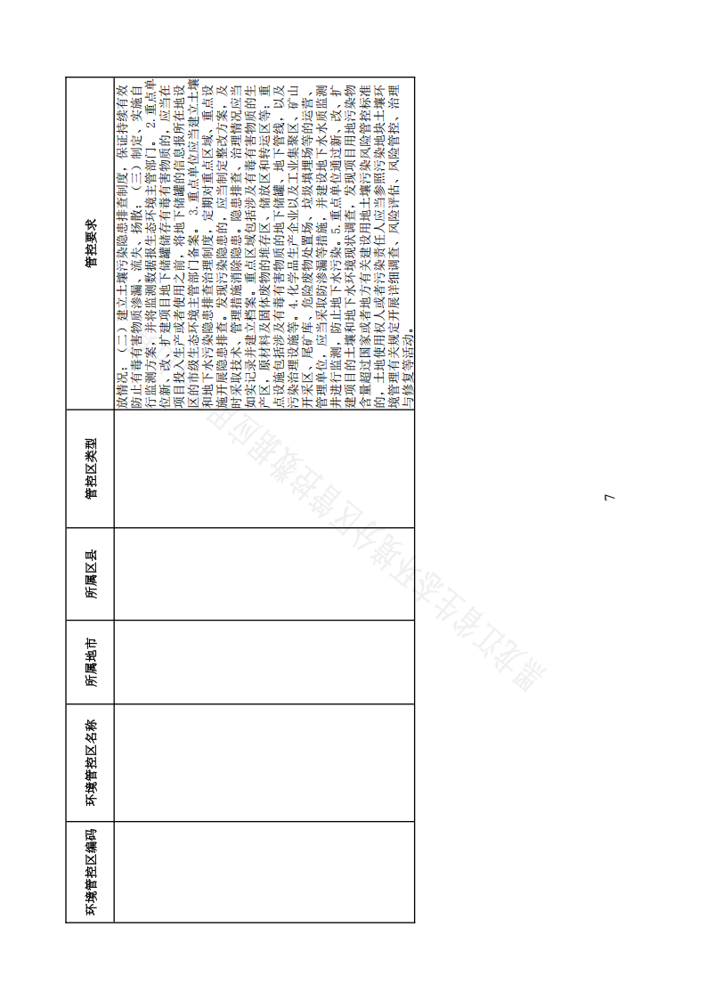 环境管控区编码 环境管控区名称 所属地市 所属区县 管控区类型 管控要求
放情况；（二）建立土壤污染隐患排查制度，保证持续有效
防止有毒有害物质渗漏、流失、扬散；（三）制定、实施自
行监测方案，并将监测数据报生态环境主管部门。 2.重点单
位新、改、扩建项目地下储罐储存有毒有害物质的，应当在
项目投入生产或者使用之前，将地下储罐的信息报所在地设
区的市级生态环境主管部门备案。 3.重点单位应当建立土壤
和地下水污染隐患排查治理制度，定期对重点区域、重点设
施开展隐患排查。发现污染隐患的，应当制定整改方案，及
时采取技术、管理措施消除隐患。隐患排查、治理情况应当
如实记录并建立档案。重点区域包括涉及有毒有害物质的生
产区，原材料及固体废物的堆存区、储放区和转运区等；重
点设施包括涉及有毒有害物质的地下储罐、地下管线，以及
污染治理设施等。 4.化学品生产企业以及工业集聚区、矿山
开采区、尾矿库、危险废物处置场、垃圾填埋场等的运营、
管理单位，应当采取防渗漏等措施，并建设地下水水质监测
井进行监测，防止地下水污染。5.重点单位通过新、改、扩
建项目的土壤和地下水环境现状调查，发现项目用地污染物
含量超过国家或者地方有关建设用地土壤污染风险管控标准
的，土地使用权人或者污染责任人应当参照污染地块土壤环
境管理有关规定开展详细调查、风险评估、风险管控、治理
与修复等活动。
黑龙江省生态环境分区管控数据应用
7